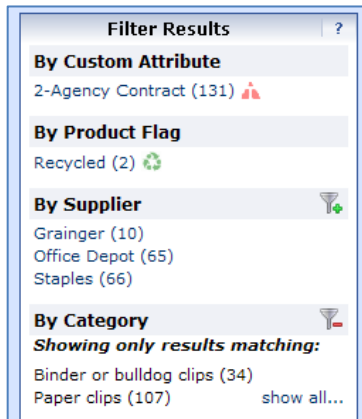 Filter Results ?
By Custom Attribute
2-Agency Contract (131)
By Product Flag
Recycled (2)
By Supplier
Grainger (10)
Office Depot (65)
Staples (66)
By Category
Showing only results matching:
Binder or bulldog clips (34)
Paper clips (107) show all...